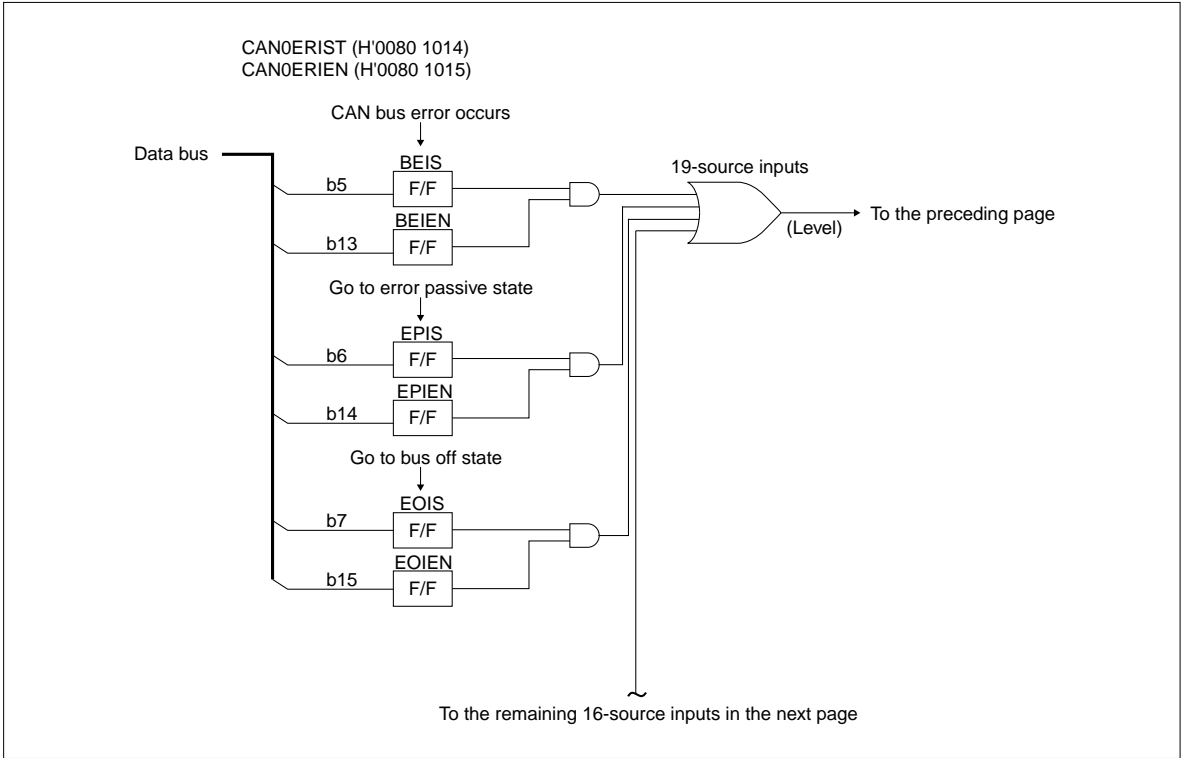 CAN0ERIST (H'0080 1014)
CAN0ERIEN (H'0080 1015)
CAN bus error occurs
Data bus
BEIS
19-source inputs
b5
F/F
BEIEN
To the preceding page
(Level)
b13
F/F
Go to error passive state
EPIS
b6
F/F
EPIEN
b14
F/F
Go to bus off state
EOIS
b7
F/F
EOIEN
b15
F/F
To the remaining 16-source inputs in the next page